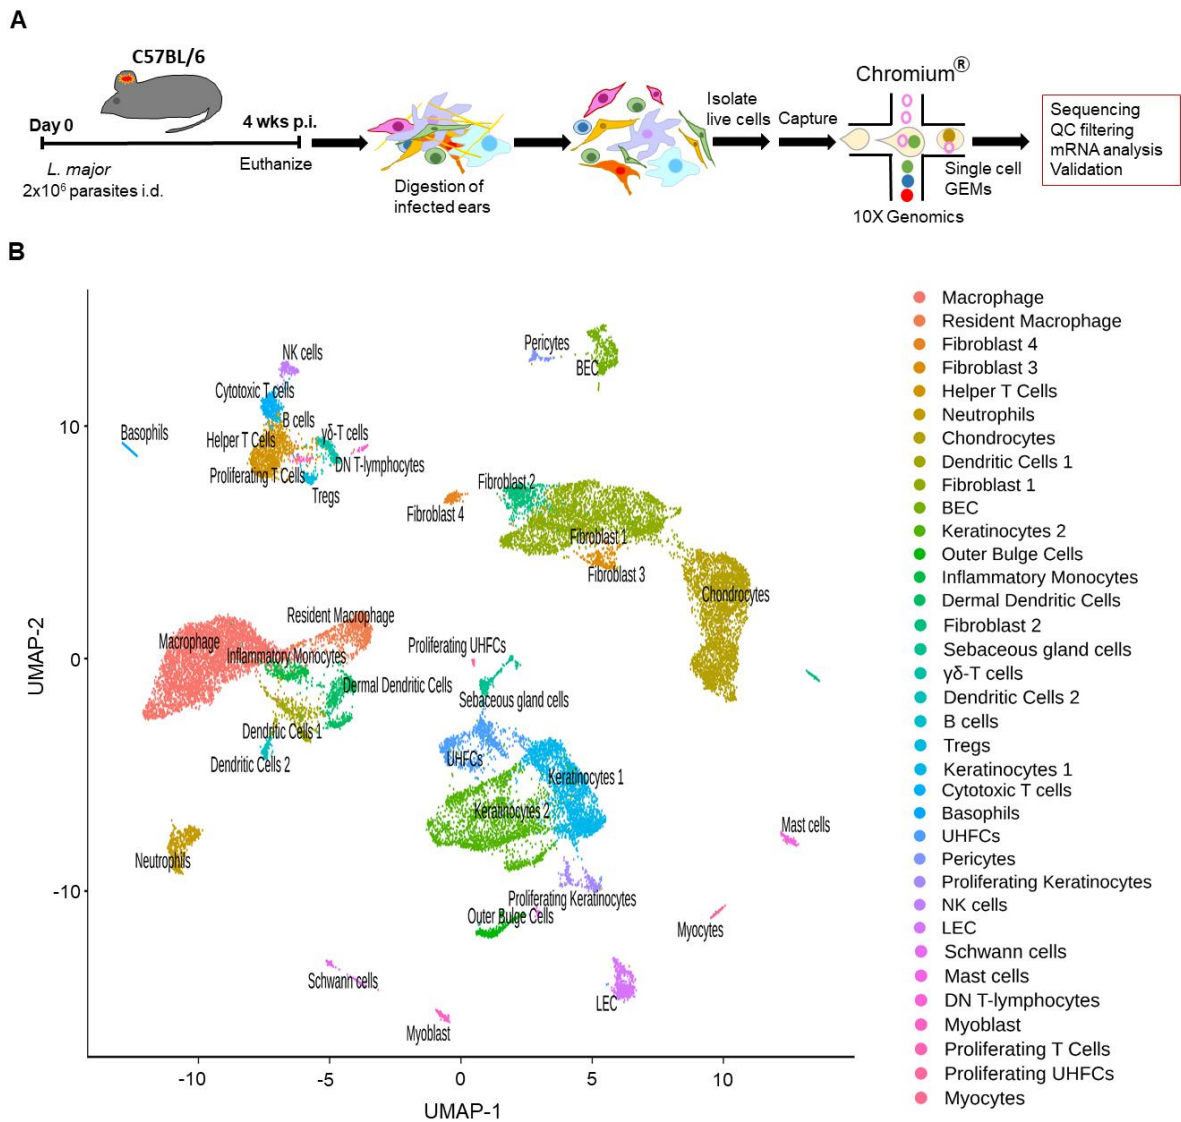 A
C57BL/6
Day 0
4 wks p.i.
L. major
2x10⁶ parasites i.d.
Euthanize
Digestion of
infected ears
Isolate
live cells
Capture
Chromium®
Single cell
GEMs
10X Genomics
Sequencing
QC filtering
mRNA analysis
Validation
B
UMAP-2
10
0
-10
-10
-5
0
5
10
UMAP-1
NK cells
Cytotoxic T cells
B cells
Basophils
Helper T Cells
γδ-T cells
DN T-lymphocytes
Proliferating T Cells
Tregs
Pericytes
BEC
Fibroblast 2
Fibroblast 4
Fibroblast 1
Fibroblast 3
Chondrocytes
Resident Macrophage
Macrophage
Inflammatory Monocytes
Proliferating UHFCs
Dermal Dendritic Cells
Sebaceous gland cells
Dendritic Cells 1
Dendritic Cells 2
UHFCs
Keratinocytes 1
Keratinocytes 2
Mast cells
Neutrophils
Proliferating Keratinocytes
Outer Bulge Cells
Myocytes
Schwann cells
LEC
Myoblast
Macrophage
Resident Macrophage
Fibroblast 4
Fibroblast 3
Helper T Cells
Neutrophils
Chondrocytes
Dendritic Cells 1
Fibroblast 1
BEC
Keratinocytes 2
Outer Bulge Cells
Inflammatory Monocytes
Dermal Dendritic Cells
Fibroblast 2
Sebaceous gland cells
γδ-T cells
Dendritic Cells 2
B cells
Tregs
Keratinocytes 1
Cytotoxic T cells
Basophils
UHFCs
Pericytes
Proliferating Keratinocytes
NK cells
LEC
Schwann cells
Mast cells
DN T-lymphocytes
Myoblast
Proliferating T Cells
Proliferating UHFCs
Myocytes